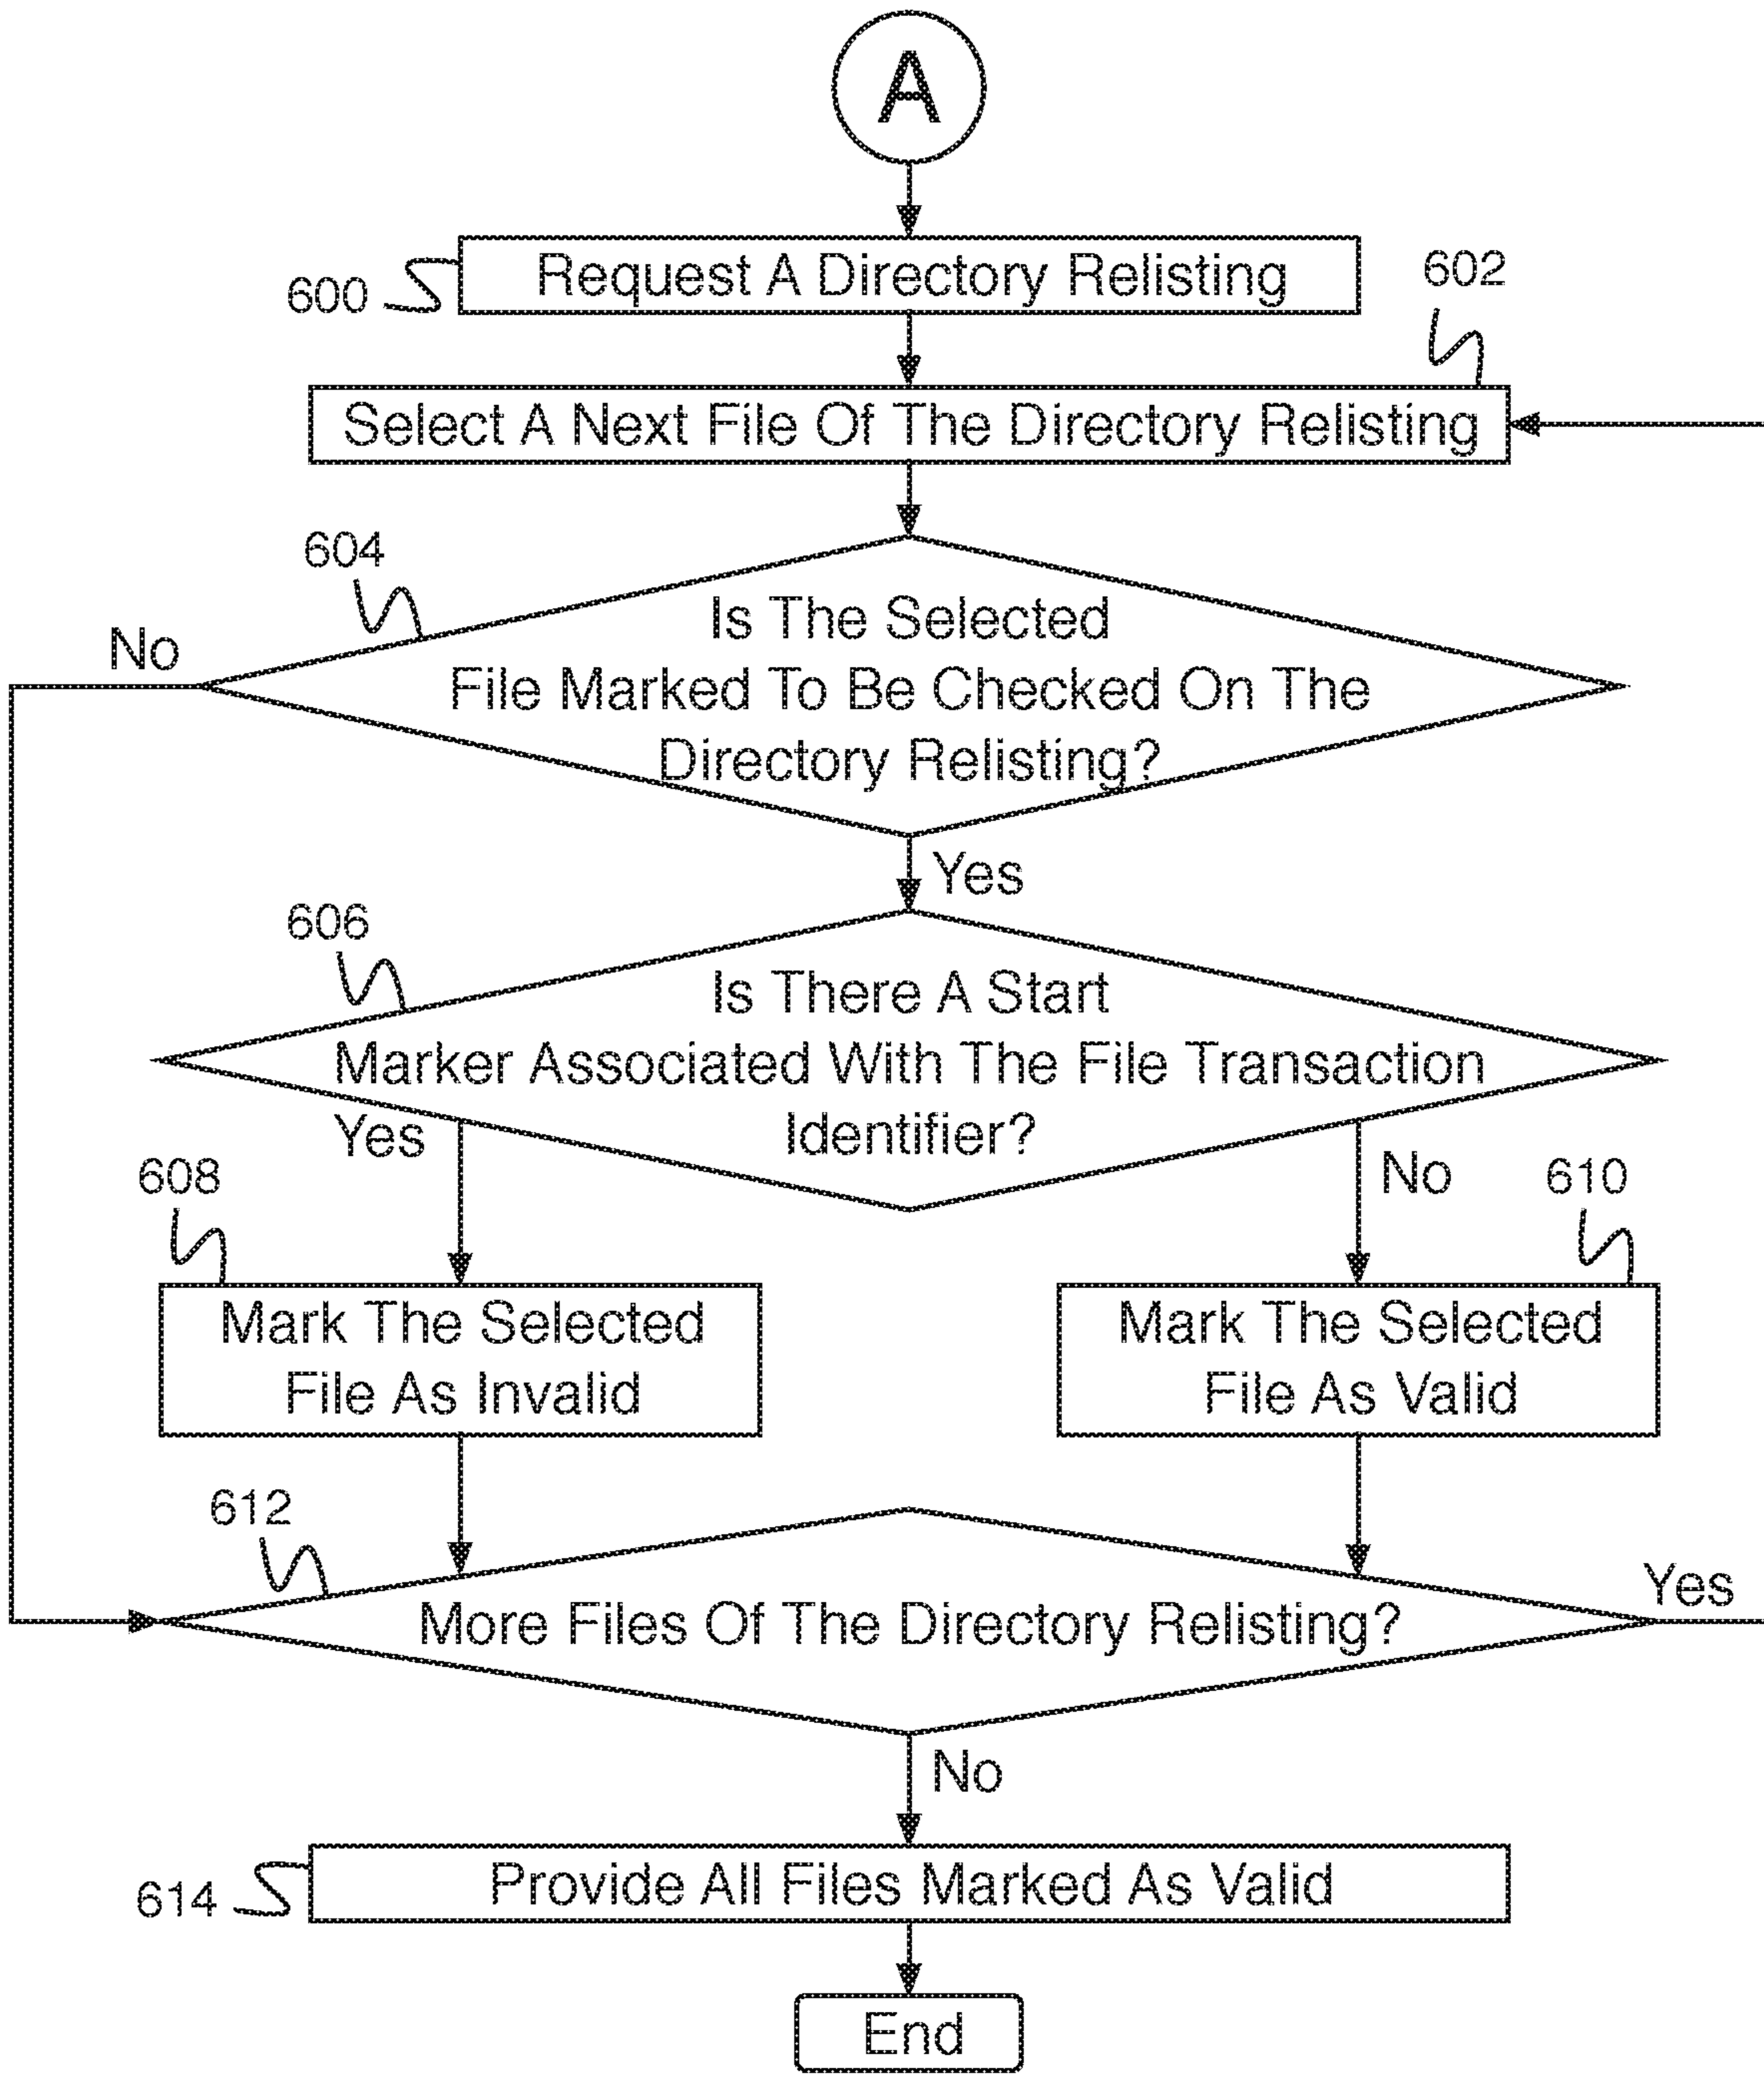 A
Request A Directory Relisting
600
602
Select A Next File Of The Directory Relisting
604
No
Is The Selected
File Marked To Be Checked On The
Directory Relisting?
Yes
606
Is There A Start
Marker Associated With The File Transaction
Identifier?
Yes
No
608
610
Mark The Selected
File As Invalid
Mark The Selected
File As Valid
612
Yes
More Files Of The Directory Relisting?
No
Provide All Files Marked As Valid
614
End